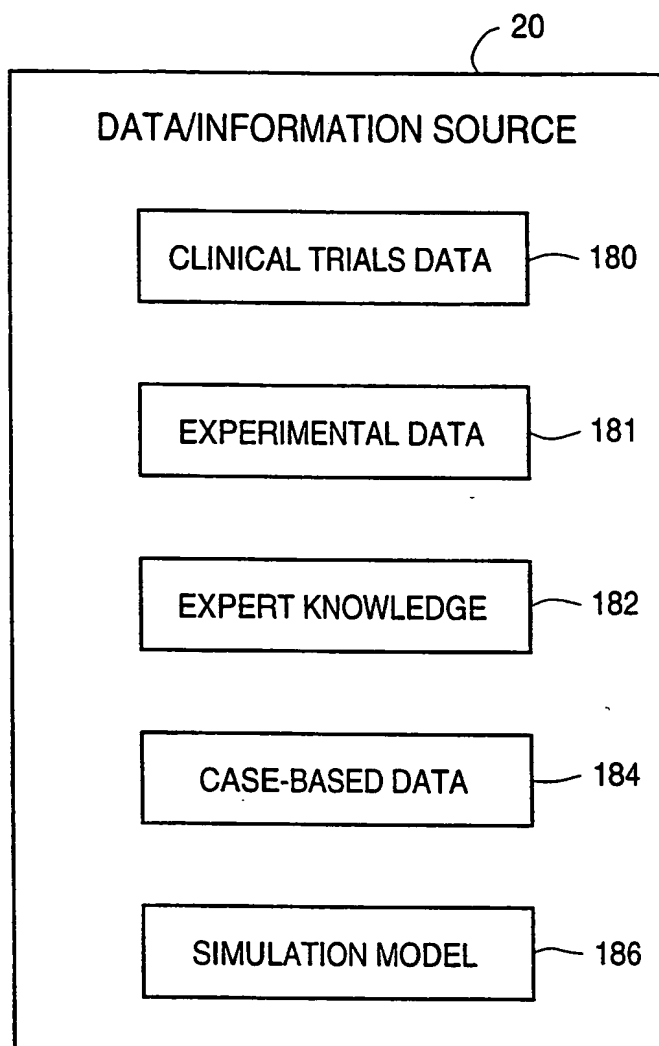 20
DATA/INFORMATION SOURCE
CLINICAL TRIALS DATA 180
EXPERIMENTAL DATA 181
EXPERT KNOWLEDGE 182
CASE-BASED DATA 184
SIMULATION MODEL 186